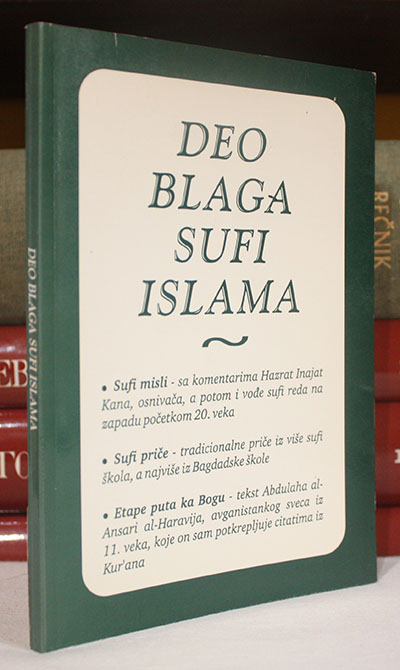 DEO
BLAGA
SUFI
ISLAMA
~
• Sufi misli - sa komentarima Hazrat Inajat
Kana, osnivača, a potom i vođe sufi reda na
zapadu početkom 20. veka
• Sufi priče - tradicionalne priče iz više sufi
škola, a najviše iz Bagdadske škole
• Etape puta ka Bogu - tekst Abdulaha al-
Ansari al-Haravija, avganistankog sveca iz
11. veka, koje on sam potkrepljuje citatima iz
Kur'ana
DEO BLAGA SUFI ISLAMA
REČNIK